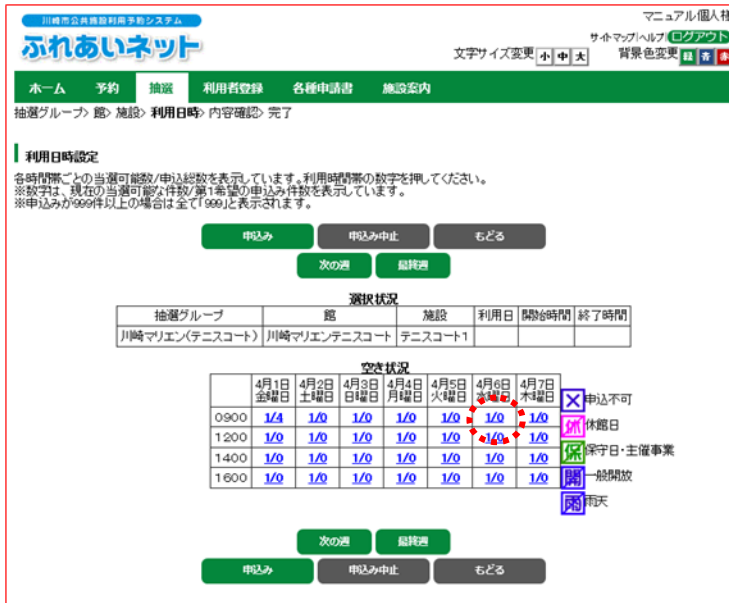 マニュアル個人様
川崎市公共施設利用予約システム
ふれあいネット
サイトマップ|ヘルプ|ログアウト
文字サイズ変更 小 中 大 背景色変更 緑 青 赤
ホーム 予約 抽選 利用者登録 各種申請書 施設案内
抽選グループ> 館> 施設> 利用日時> 内容確認> 完了
利用日時設定
各時間帯ごとの当選可能数/申込総数を表示しています。利用時間帯の数字を押してください。
※数字は、現在の当選可能な件数/第1希望の申込み件数を表示しています。
※申込みが999件以上の場合は全て「999」と表示されます。
申込み 申込み中止 もどる
次の週 最終週
選択状況
抽選グループ 館 施設 利用日 開始時間 終了時間
川崎マリエン(テニスコート) 川崎マリエンテニスコート テニスコート1
空き状況
4月1日 4月2日 4月3日 4月4日 4月5日 4月6日 4月7日
金曜日 土曜日 日曜日 月曜日 火曜日 水曜日 木曜日
0900 1/4 1/0 1/0 1/0 1/0 1/0 1/0
1200 1/0 1/0 1/0 1/0 1/0 1/0 1/0
1400 1/0 1/0 1/0 1/0 1/0 1/0 1/0
1600 1/0 1/0 1/0 1/0 1/0 1/0 1/0
申込不可
休 休館日
保 保守日・主催事業
開 一般開放
雨 雨天
次の週 最終週
申込み 申込み中止 もどる